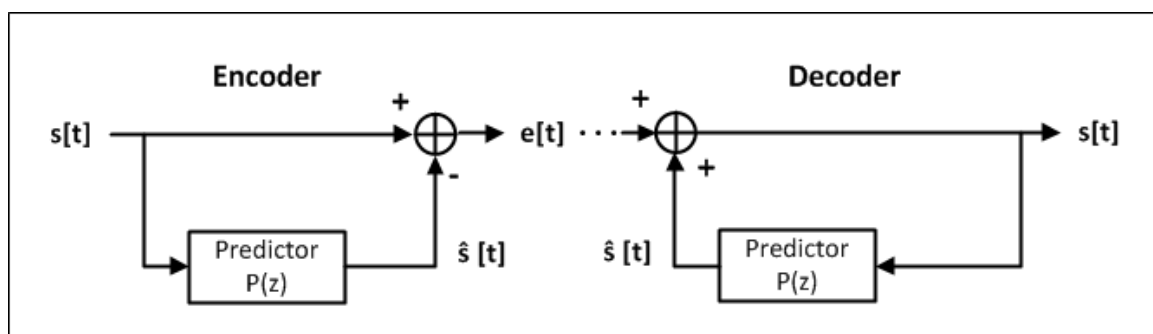 Encoder
Decoder
+
+
s[t]
e[t]
· · ·
s[t]
-
+
Predictor
P(z)
ŝ [t]
ŝ [t]
Predictor
P(z)